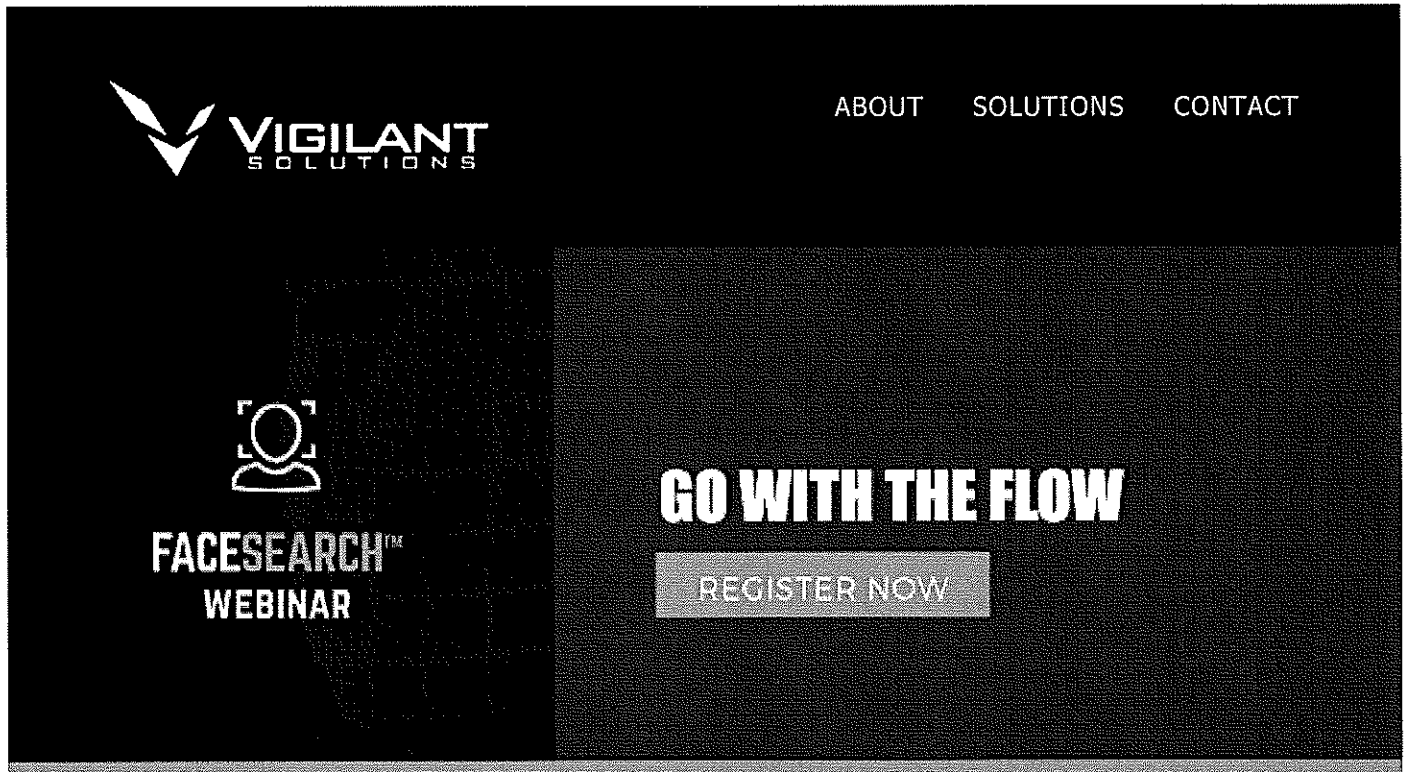 VIGILANT
SOLUTIONS
ABOUT SOLUTIONS CONTACT
FACESEARCH™
WEBINAR
GO WITH THE FLOW
REGISTER NOW